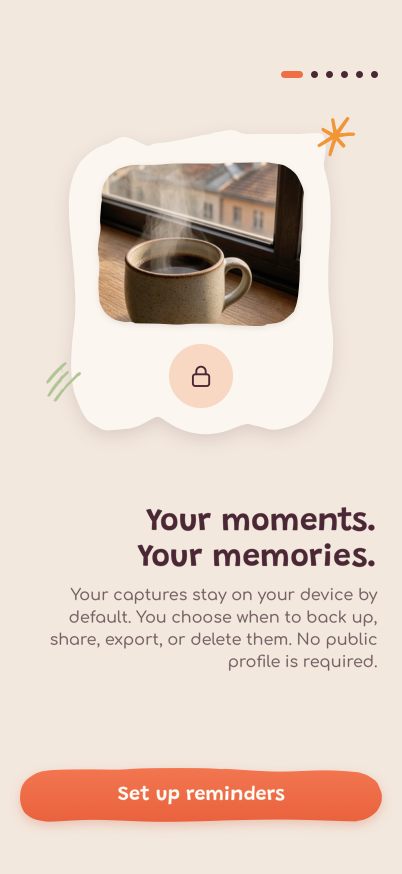 Your moments.
Your memories.
Your captures stay on your device by
default. You choose when to back up,
share, export, or delete them. No public
profile is required.
Set up reminders